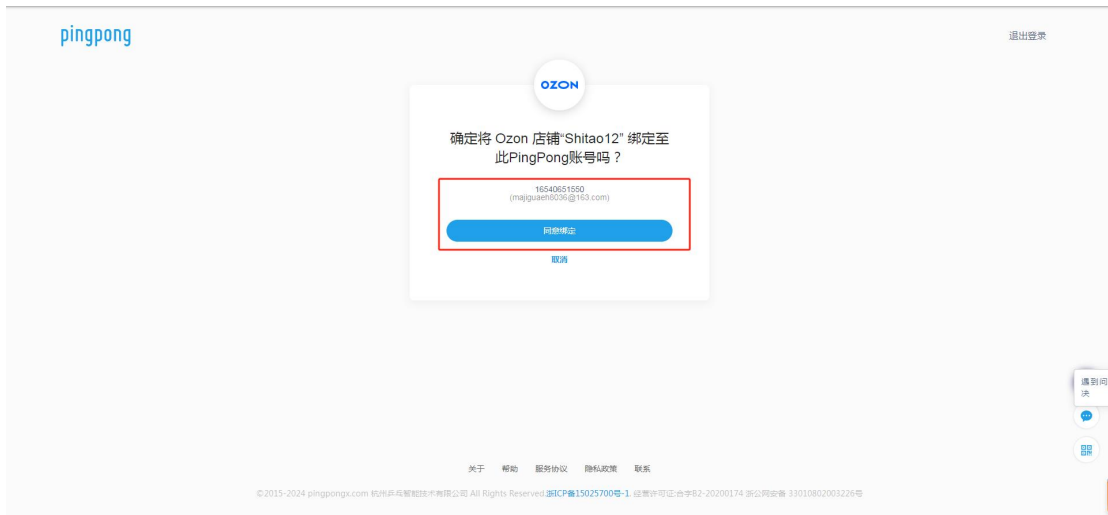 pingpong
退出登录
OZON
确定将 Ozon 店铺“Shitao12” 绑定至
此PingPong账号吗？
16540651550
(majiguaeh8036@163.com)
同意绑定
取消
遇到问
决
关于 帮助 服务协议 隐私政策 联系
©2015-2024 pingpongx.com 杭州乒乓智能技术有限公司 All Rights Reserved.浙ICP备15025700号-1. 经营许可证:合字B2-20200174 浙公网安备 33010802003226号